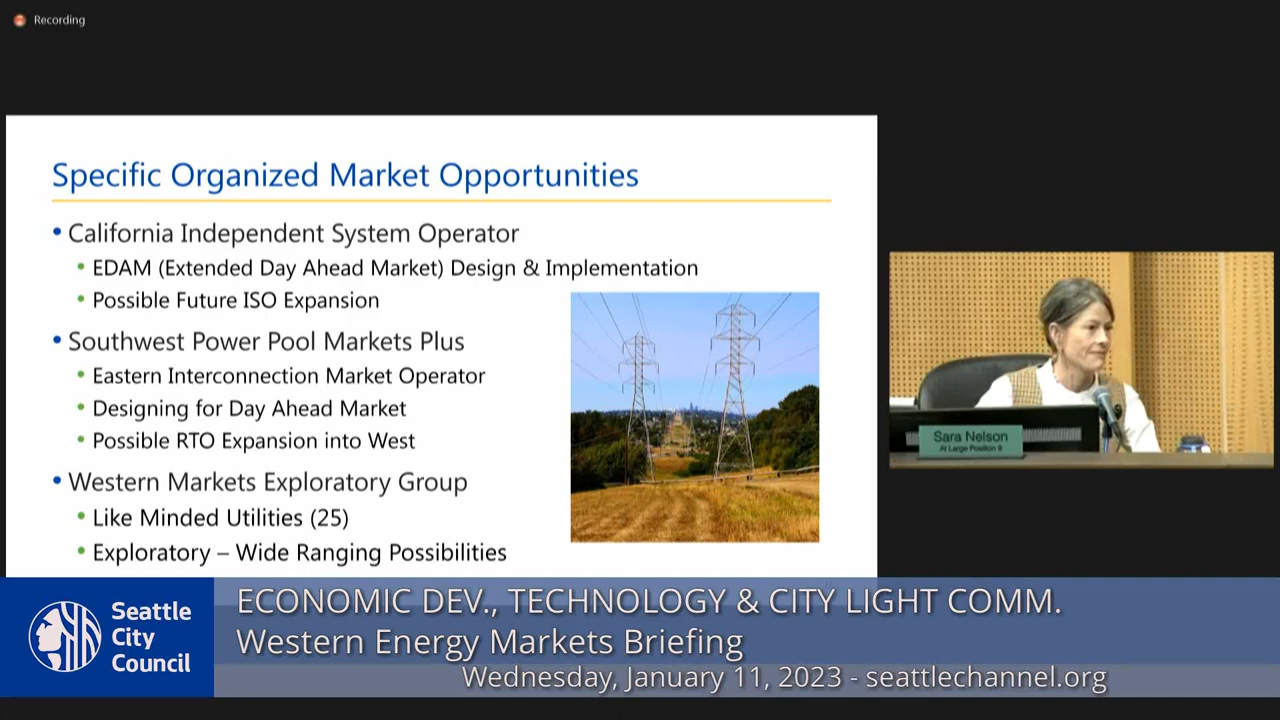 Recording
Specific Organized Market Opportunities
• California Independent System Operator
• EDAM (Extended Day Ahead Market) Design & Implementation
• Possible Future ISO Expansion
• Southwest Power Pool Markets Plus
• Eastern Interconnection Market Operator
• Designing for Day Ahead Market
• Possible RTO Expansion into West
• Western Markets Exploratory Group
• Like Minded Utilities (25)
• Exploratory – Wide Ranging Possibilities
Sara Nelson
At Large Position 9
Seattle
City
Council
ECONOMIC DEV., TECHNOLOGY & CITY LIGHT COMM.
Western Energy Markets Briefing
Wednesday, January 11, 2023 - seattlechannel.org